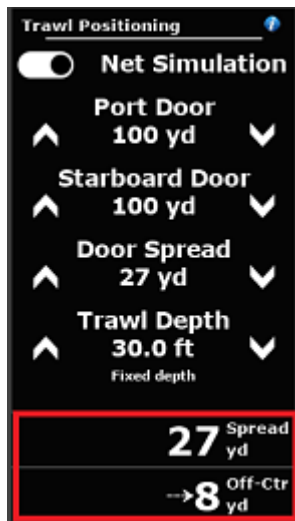 Trawl Positioning
Net Simulation
Port Door
100 yd
Starboard Door
100 yd
Door Spread
27 yd
Trawl Depth
30.0 ft
Fixed depth
27 Spread yd
⇢8 Off-Ctr yd